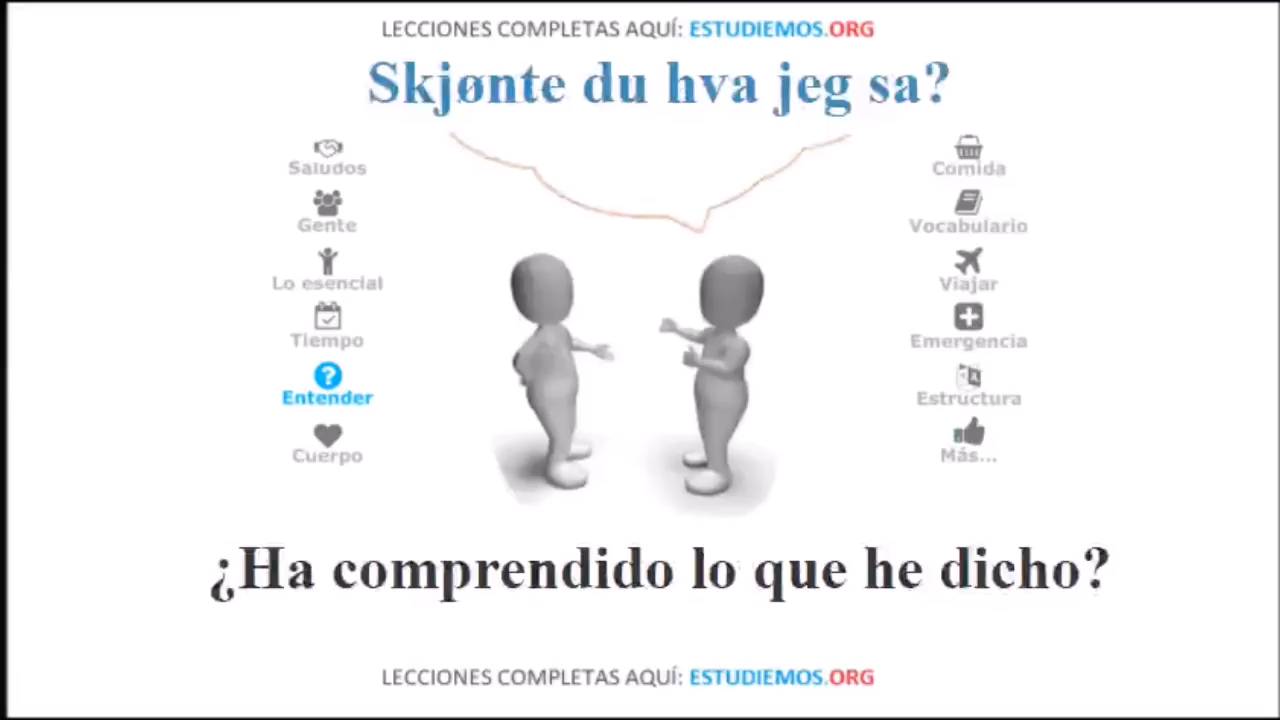 LECCIONES COMPLETAS AQUÍ: ESTUDIEMOS.ORG
Skjønte du hva jeg sa?
Saludos
Gente
Lo esencial
Tiempo
Entender
Cuerpo
Comida
Vocabulario
Viajar
Emergencia
Estructura
Más...
¿Ha comprendido lo que he dicho?
LECCIONES COMPLETAS AQUÍ: ESTUDIEMOS.ORG